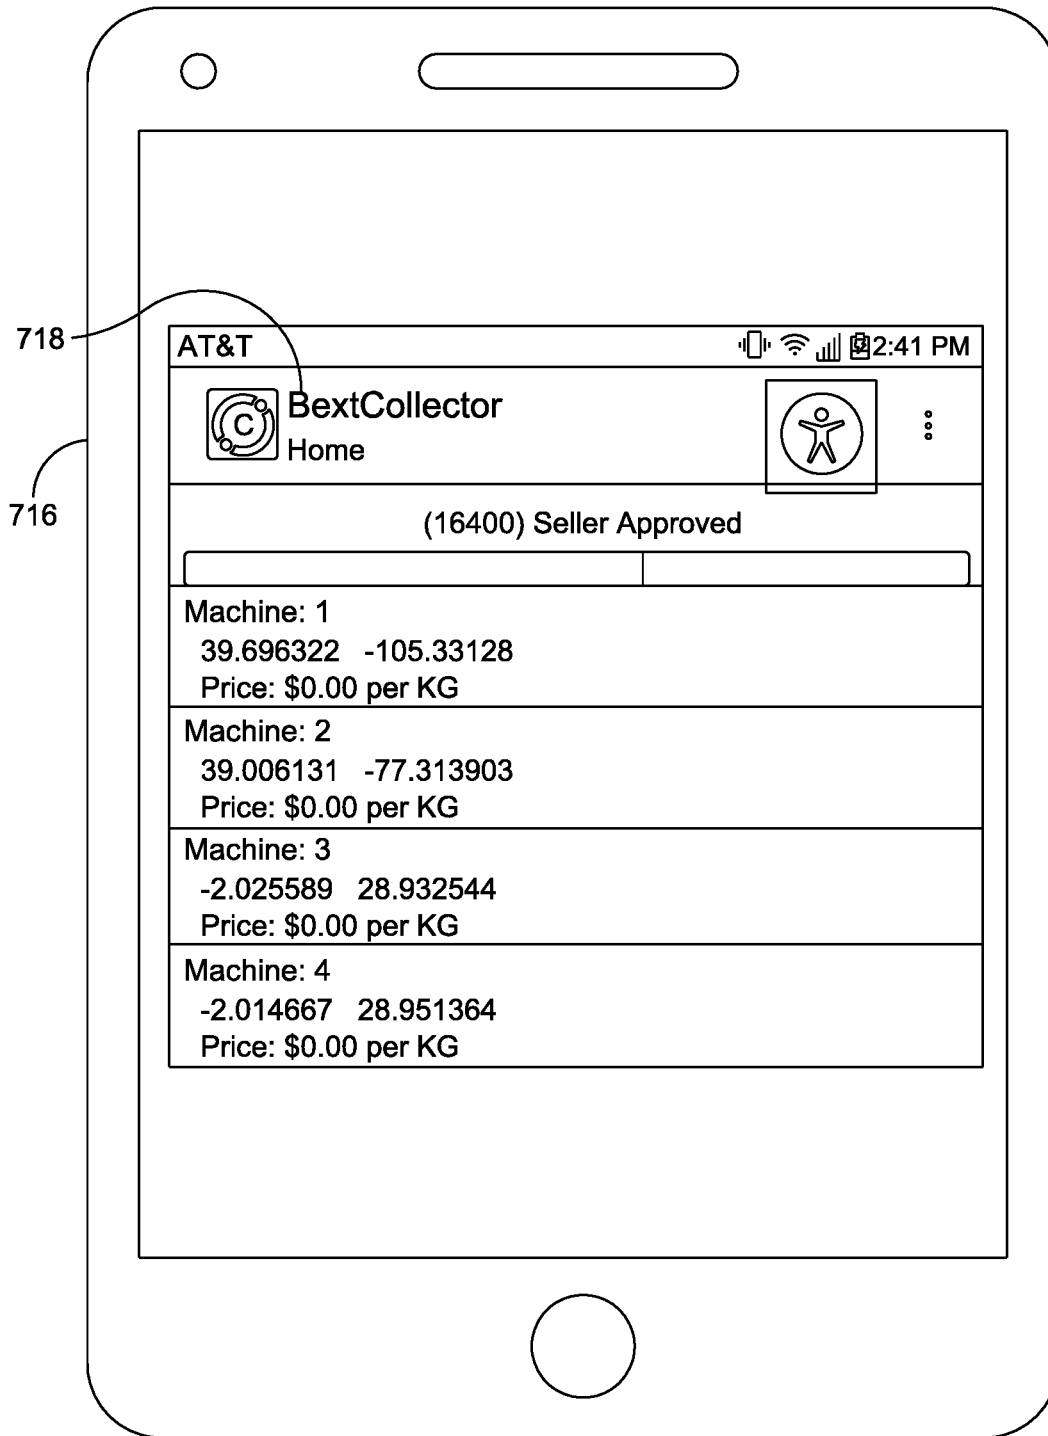 718
AT&T 2:41 PM
C
BextCollector
Home
716
(16400) Seller Approved
Machine: 1
39.696322 -105.33128
Price: $0.00 per KG
Machine: 2
39.006131 -77.313903
Price: $0.00 per KG
Machine: 3
-2.025589 28.932544
Price: $0.00 per KG
Machine: 4
-2.014667 28.951364
Price: $0.00 per KG